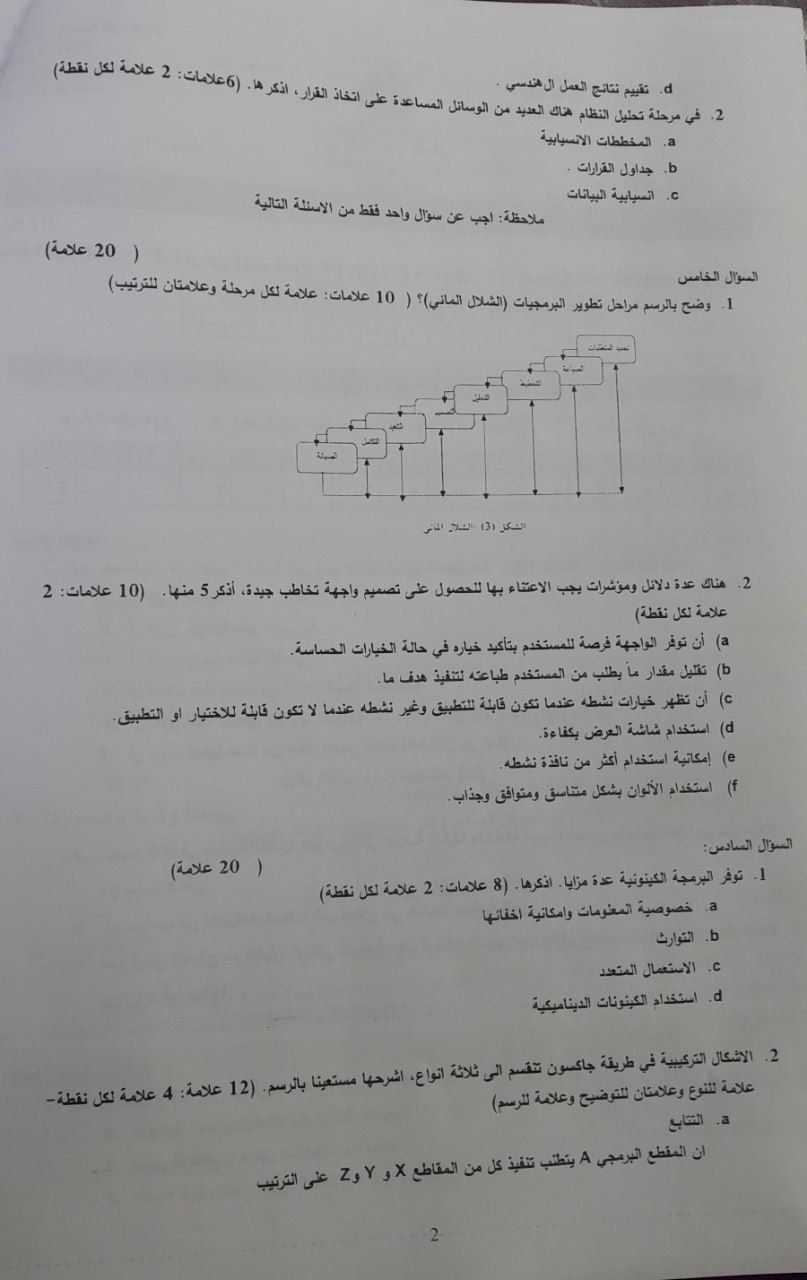 d. تقييم نتائج العمل ال هندسي .
2. في مرحلة تحليل النظام هناك العديد من الوسائل المساعدة على اتخاذ القرار، اذكرها. (6علامات: 2 علامة لكل نقطة)
a. المخططات الانسيابية
b. جداول القرارات .
c. انسيابية البيانات
ملاحظة: اجب عن سؤال واحد فقط من الاسئلة التالية
السؤال الخامس ( 20 علامة)
1. وضح بالرسم مراحل تطوير البرمجيات (الشلال الماني)؟ ( 10 علامات: علامة لكل مرحلة وعلامتان للترتيب)
تحديد المتطلبات
الصياغة
التخطيط
التحليل
التصميم
التنفيذ
التكامل
الصيانة
الشكل (3) :الشلال الماني
2. هناك عدة دلائل ومؤشرات يجب الاعتناء بها للحصول على تصميم واجهة تخاطب جيدة، أذكر 5 منها. (10 علامات: 2
علامة لكل نقطة)
a) أن توفر الواجهة فرصة للمستخدم بتأكيد خياره في حالة الخيارات الحساسة.
b) تقليل مقدار ما يطلب من المستخدم طباعته لتنفيذ هدف ما.
c) أن تظهر خيارات نشطه عندما تكون قابلة للتطبيق وغير نشطه عندما لا تكون قابلة للاختيار او التطبيق.
d) استخدام شاشة العرض بكفاءة.
e) إمكانية استخدام أكثر من نافذة نشطه.
f) استخدام الألوان بشكل متناسق ومتوافق وجذاب.
السؤال السادس: ( 20 علامة)
1. توفر البرمجة الكينونية عدة مزايا. اذكرها. (8 علامات: 2 علامة لكل نقطة)
a. خصوصية المعلومات وامكانية اخفائها
b. التوارث
c. الاستعمال المتعدد
d. استخدام الكينونات الديناميكية
2. الاشكال التركيبية في طريقة جاكسون تنقسم الى ثلاثة انواع، اشرحها مستعينا بالرسم. (12 علامة: 4 علامة لكل نقطة-
علامة للنوع وعلامتان للتوضيح وعلامة للرسم)
a. التتابع
ان المقطع البرمجي A يتطلب تنفيذ كل من المقاطع X و Y و Z على الترتيب
2-